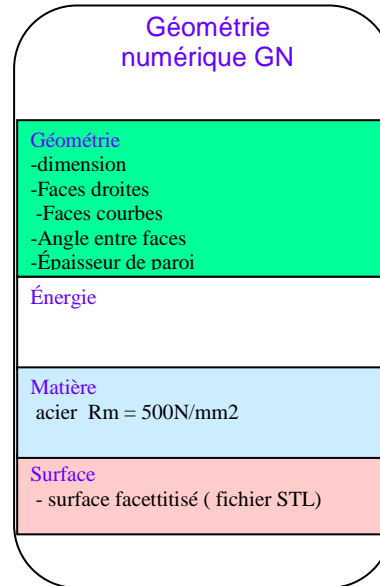 Géométrie
numérique GN
Géométrie
-dimension
-Faces droites
-Faces courbes
-Angle entre faces
-Épaisseur de paroi
Énergie
Matière
acier Rm = 500N/mm2
Surface
- surface facettitisé ( fichier STL)